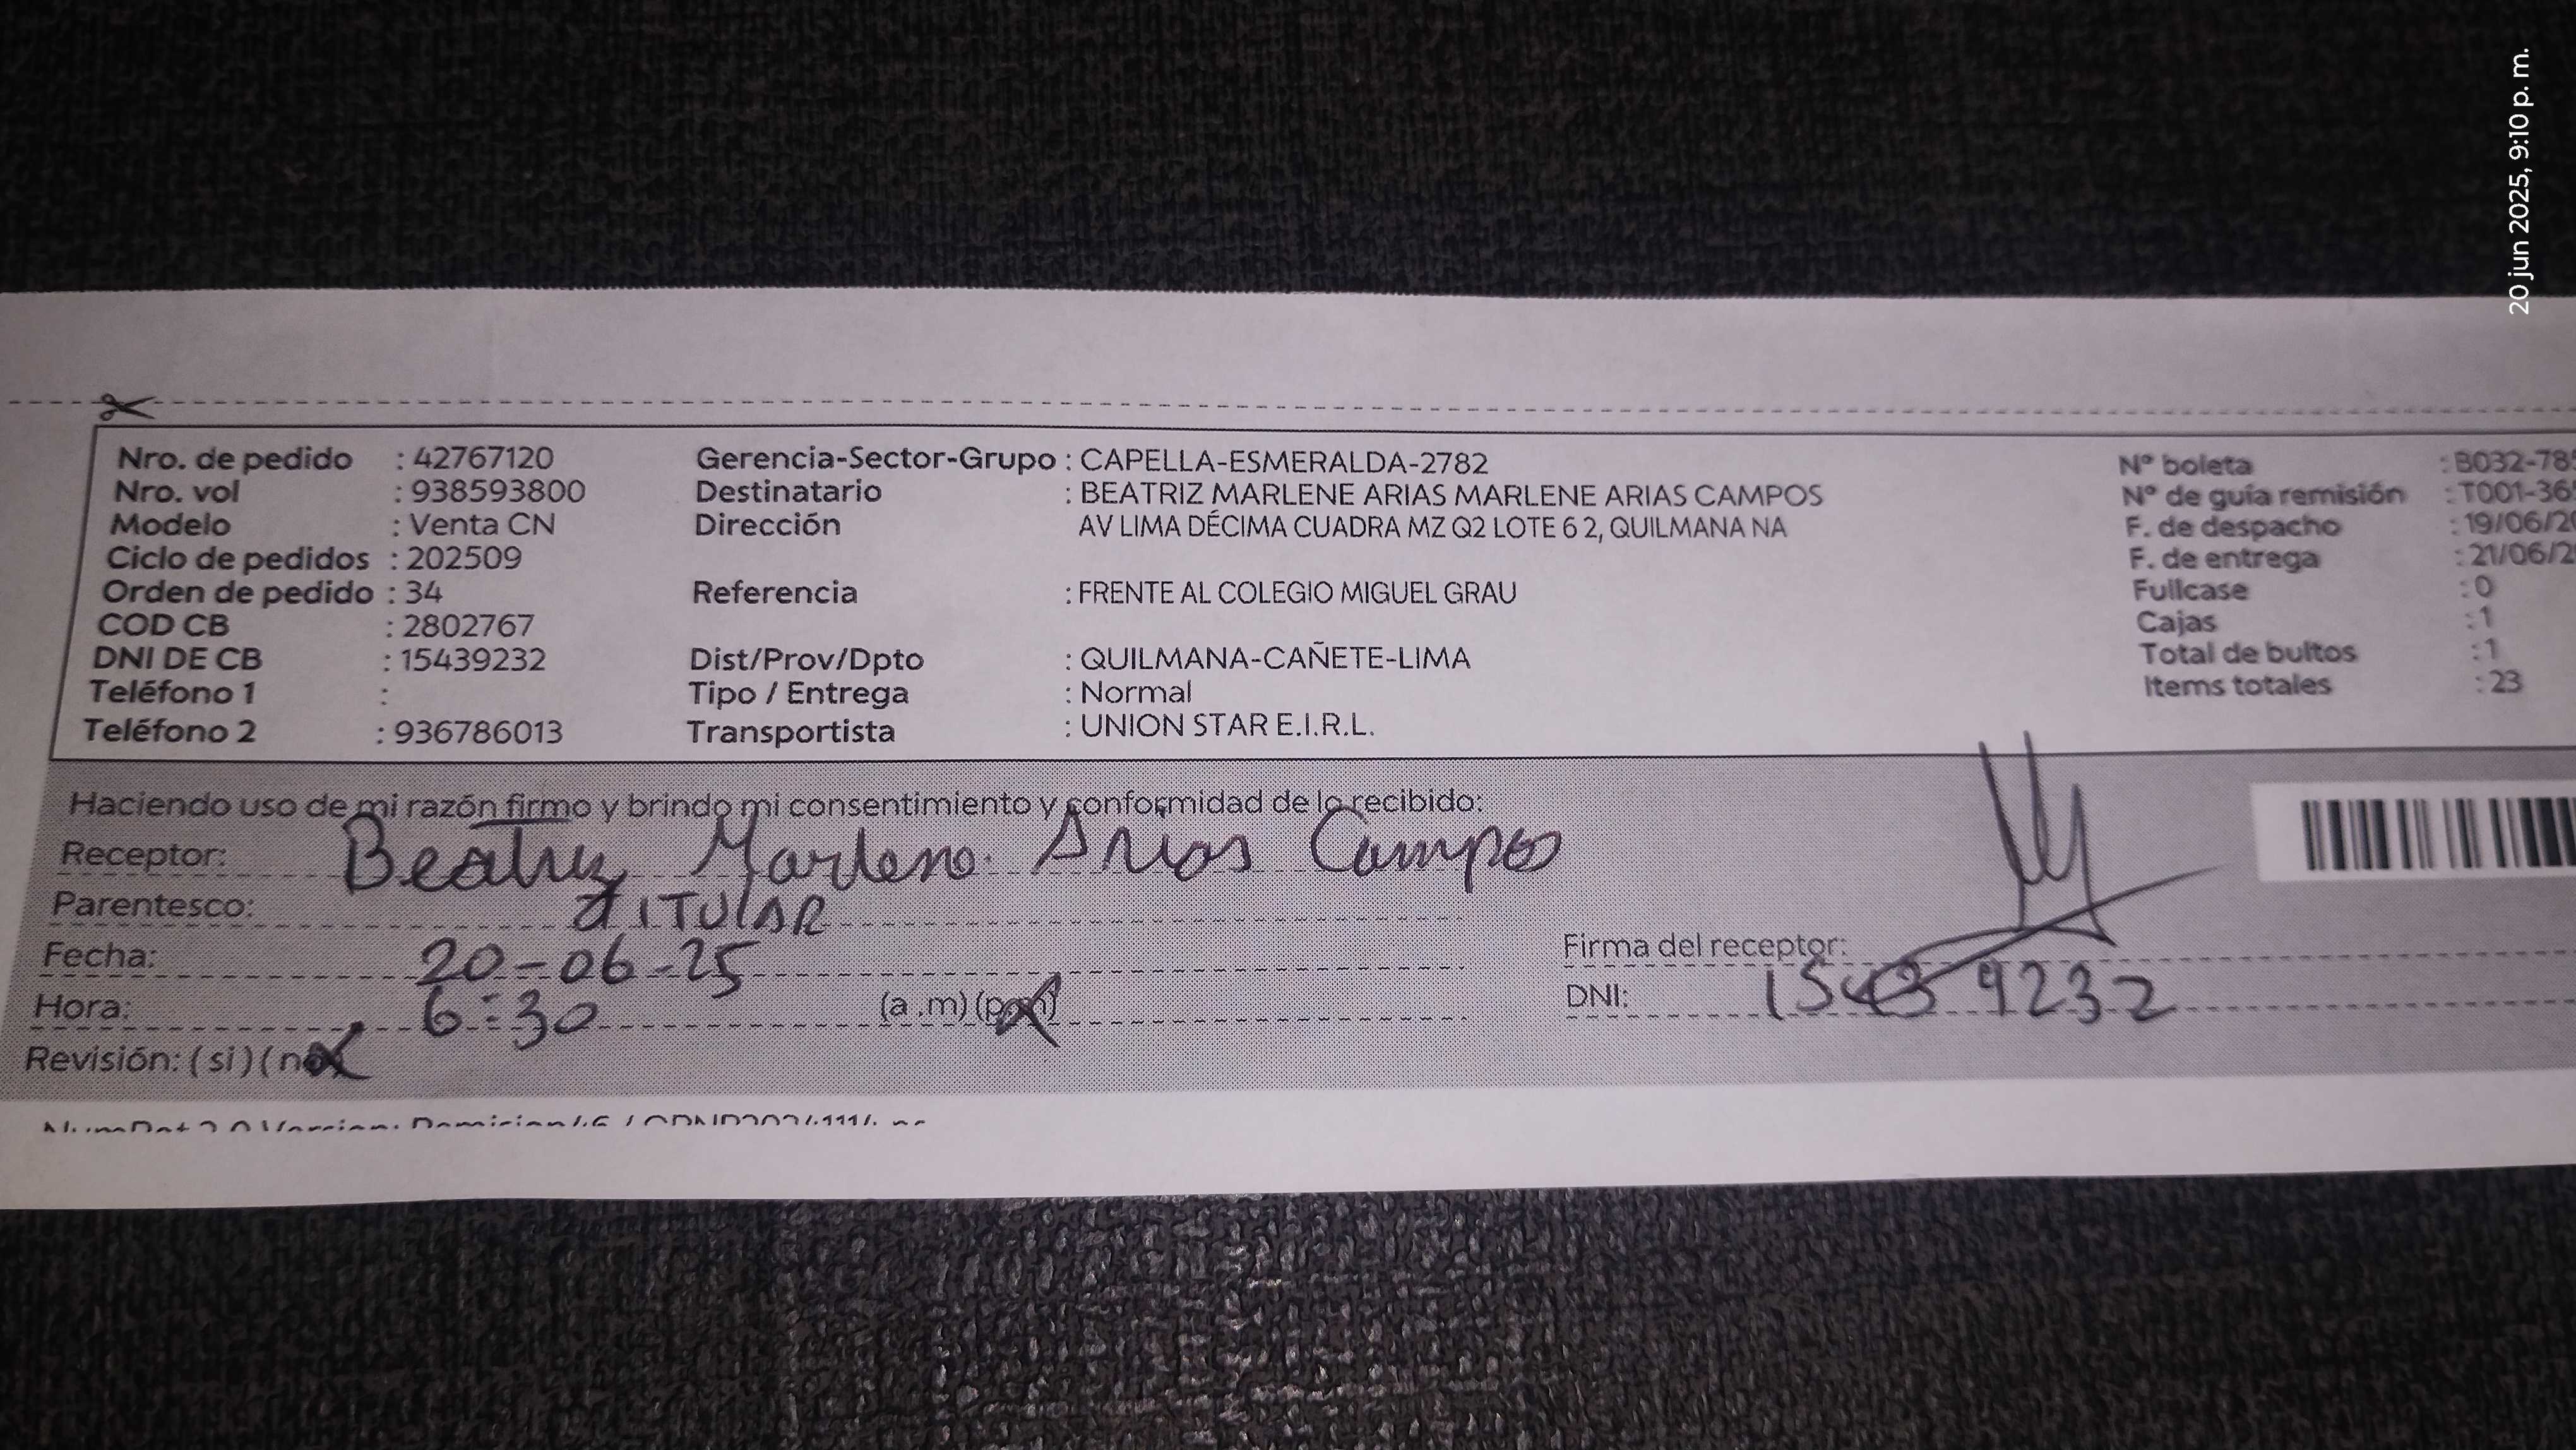 20 jun 2025, 9:10 p. m.
Nro. de pedido : 42767120 Gerencia-Sector-Grupo : CAPELLA-ESMERALDA-2782 Nº boleta : B032-785
Nro. vol : 938593800 Destinatario : BEATRIZ MARLENE ARIAS MARLENE ARIAS CAMPOS Nº de guía remisión : T001-36
Modelo : Venta CN Dirección AV LIMA DÉCIMA CUADRA MZ Q2 LOTE 6 2, QUILMANA NA F. de despacho : 19/06/20
Ciclo de pedidos : 202509 F. de entrega : 21/06/2
Orden de pedido : 34 Referencia : FRENTE AL COLEGIO MIGUEL GRAU Fullcase : 0
COD CB : 2802767 Cajas : 1
DNI DE CB : 15439232 Dist/Prov/Dpto : QUILMANA-CAÑETE-LIMA Total de bultos : 1
Teléfono 1 : Tipo / Entrega : Normal Items totales : 23
Teléfono 2 : 936786013 Transportista : UNION STAR E.I.R.L.
Haciendo uso de mi razón firmo y brindo mi consentimiento y conformidad de lo recibido:
Receptor: Beatriz Marleno Arias Campos
Parentesco: TITULAR
Fecha: 20-06-25 Firma del receptor:
Hora: 6:30 (a .m) (p.m) DNI: 15439232
Revisión: ( si ) ( no )